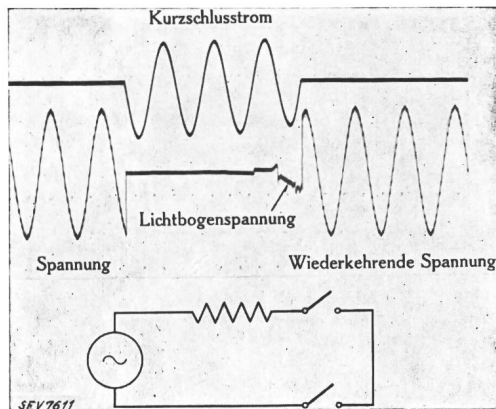 Kurzschlusstrom
Lichtbogenspannung
Spannung
Wiederkehrende Spannung
SEV7611